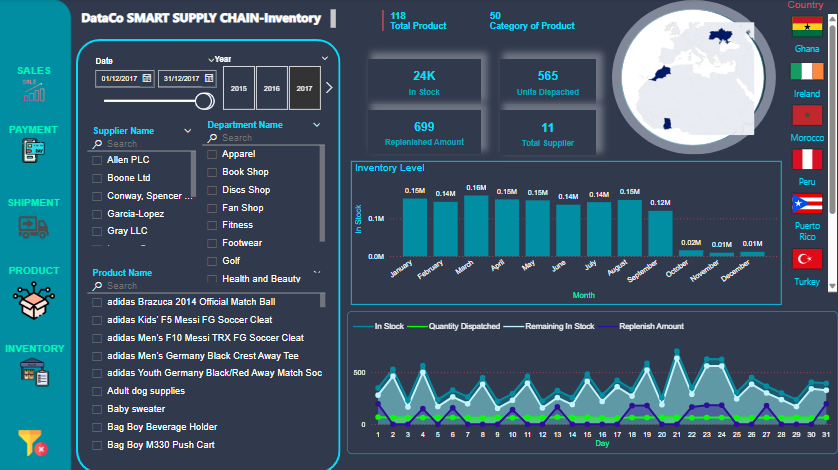 DataCo SMART SUPPLY CHAIN-Inventory
SALES
PAYMENT
SHIPMENT
PRODUCT
INVENTORY
Date
01/12/2017
31/12/2017
Year
2015
2016
2017
Supplier Name
Search
Allen PLC
Boone Ltd
Conway, Spencer ...
Garcia-Lopez
Gray LLC
Department Name
Search
Apparel
Book Shop
Discs Shop
Fan Shop
Fitness
Footwear
Golf
Health and Beauty
Product Name
Search
adidas Brazuca 2014 Official Match Ball
adidas Kids' F5 Messi FG Soccer Cleat
adidas Men's F10 Messi TRX FG Soccer Cleat
adidas Men's Germany Black Crest Away Tee
adidas Youth Germany Black/Red Away Match Soc
Adult dog supplies
Baby sweater
Bag Boy Beverage Holder
Bag Boy M330 Push Cart
118
Total Product
50
Category of Product
24K
In Stock
565
Units Dispached
699
Replenished Amount
11
Total Supplier
Country
Ghana
Ireland
Morocco
Peru
Puerto
Rico
Turkey
Inventory Level
In Stock
0.1M
0.0M
0.15M
0.14M
0.16M
0.15M
0.15M
0.14M
0.14M
0.15M
0.12M
0.02M
0.01M
0.01M
January
February
March
April
May
June
July
August
September
October
November
December
Month
In Stock
Quantity Dispatched
Remaining In Stock
Replenish Amount
500
0
1 2 3 4 5 6 7 8 9 10 11 12 13 14 15 16 17 18 19 20 21 22 23 24 25 26 27 28 29 30 31
Day